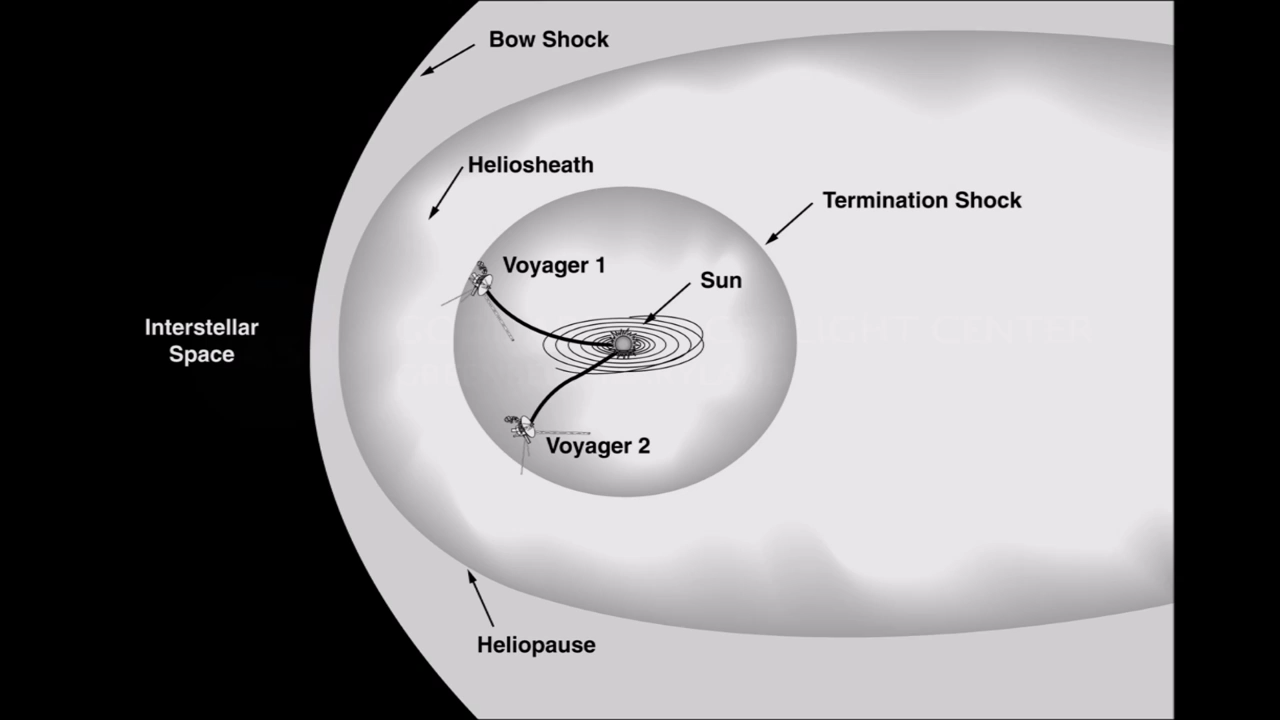 Bow Shock
Heliosheath
Termination Shock
Voyager 1
Sun
Interstellar
Space
Voyager 2
Heliopause